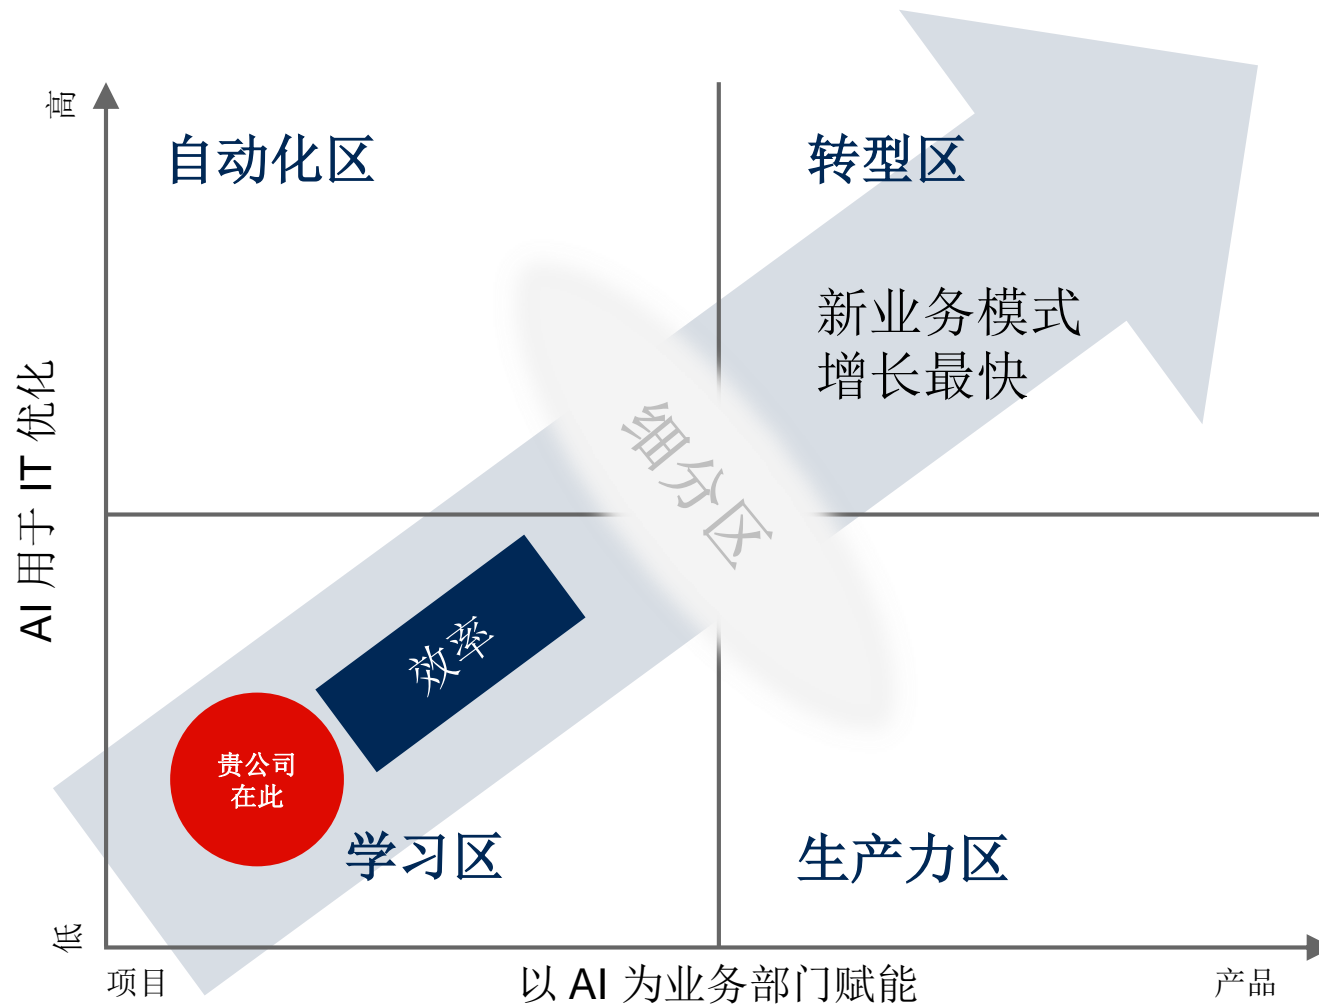 高
自动化区
转型区
新业务模式
增长最快
细分区
AI 用于 IT 优化
效率
贵公司
在此
学习区
生产力区
低
项目
以 AI 为业务部门赋能
产品